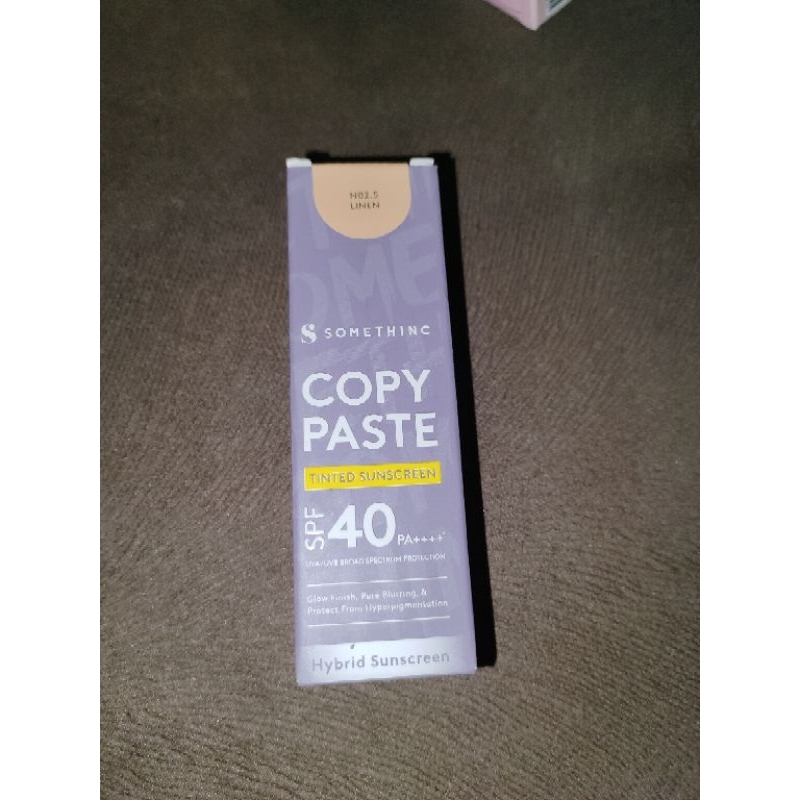 N02.5
LINEN
SOMETHINC
COPY
PASTE
TINTED SUNSCREEN
SPF 40 PA++++
UVA/UVB BROAD SPECTRUM PROTECTION
Glow Finish, Pore Blurring, &
Protect From Hyperpigmentation
Hybrid Sunscreen